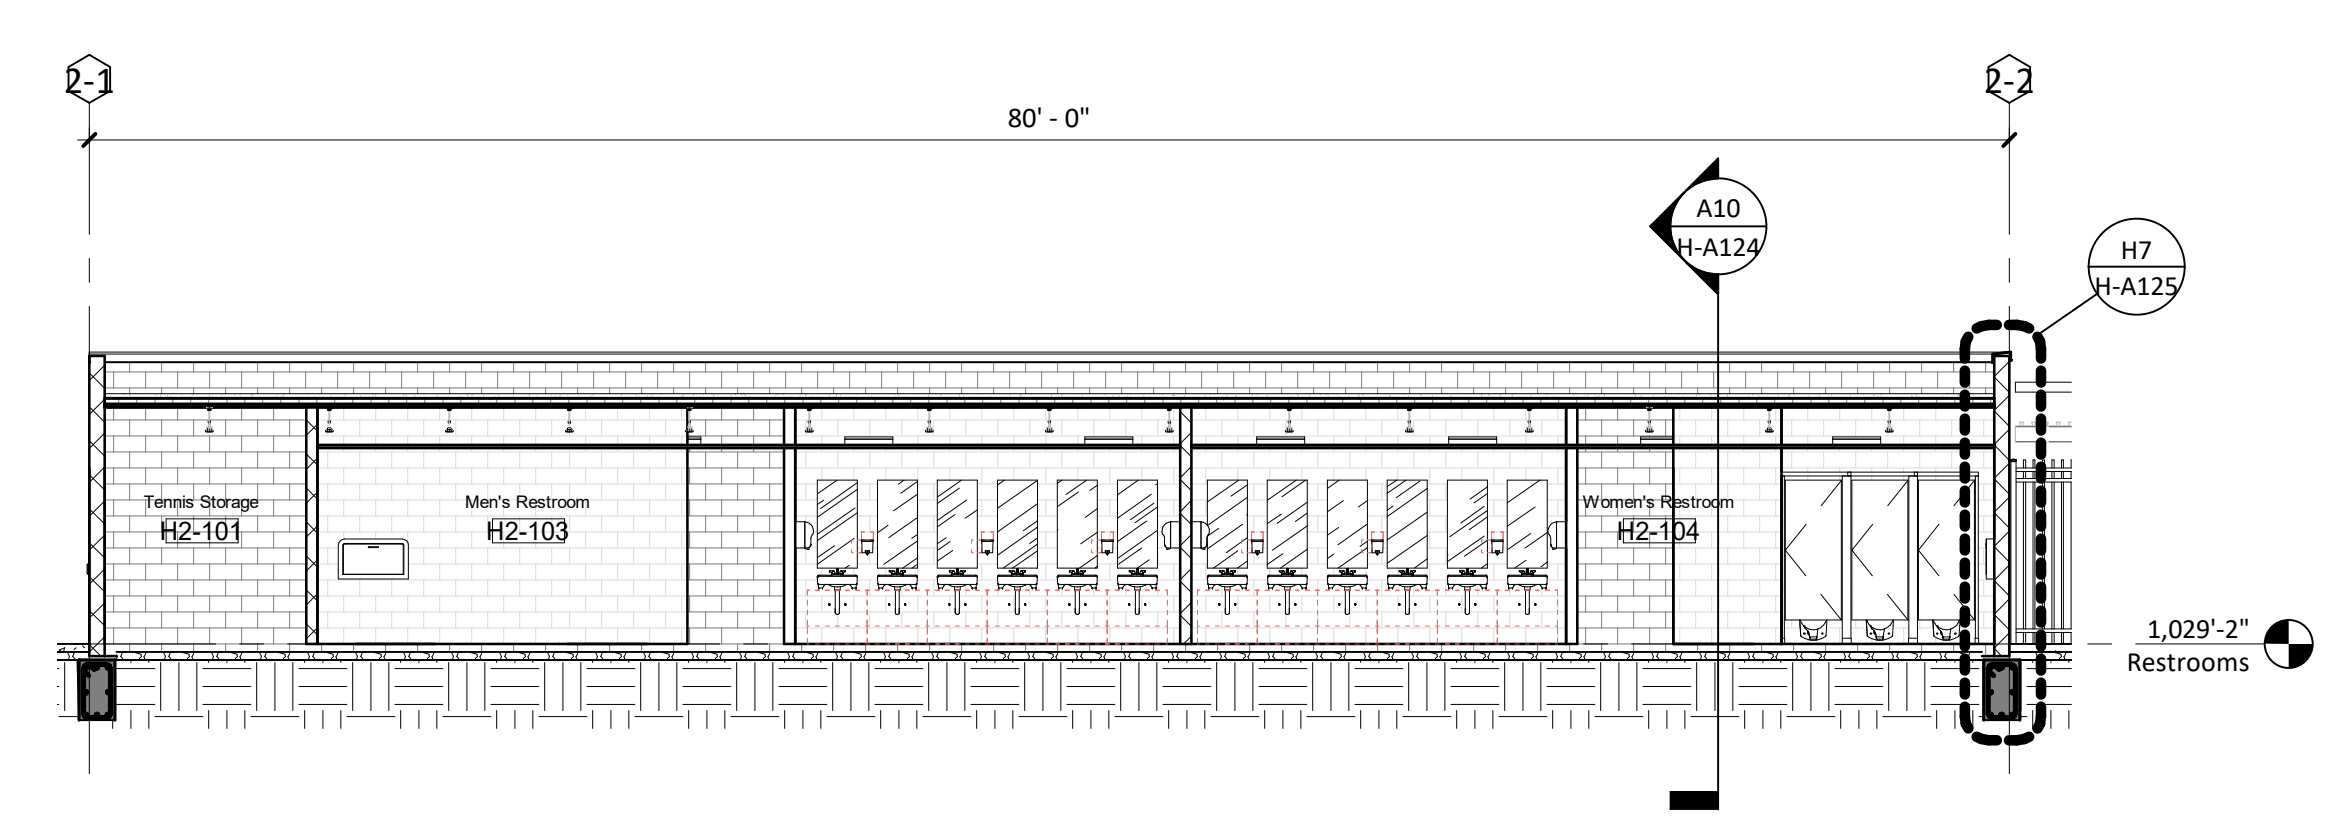 2-1
2-2
80' - 0"
A10
H-A124
H7
H-A125
Tennis Storage
H2-101
Men's Restroom
H2-103
Women's Restroom
H2-104
1,029'-2"
Restrooms